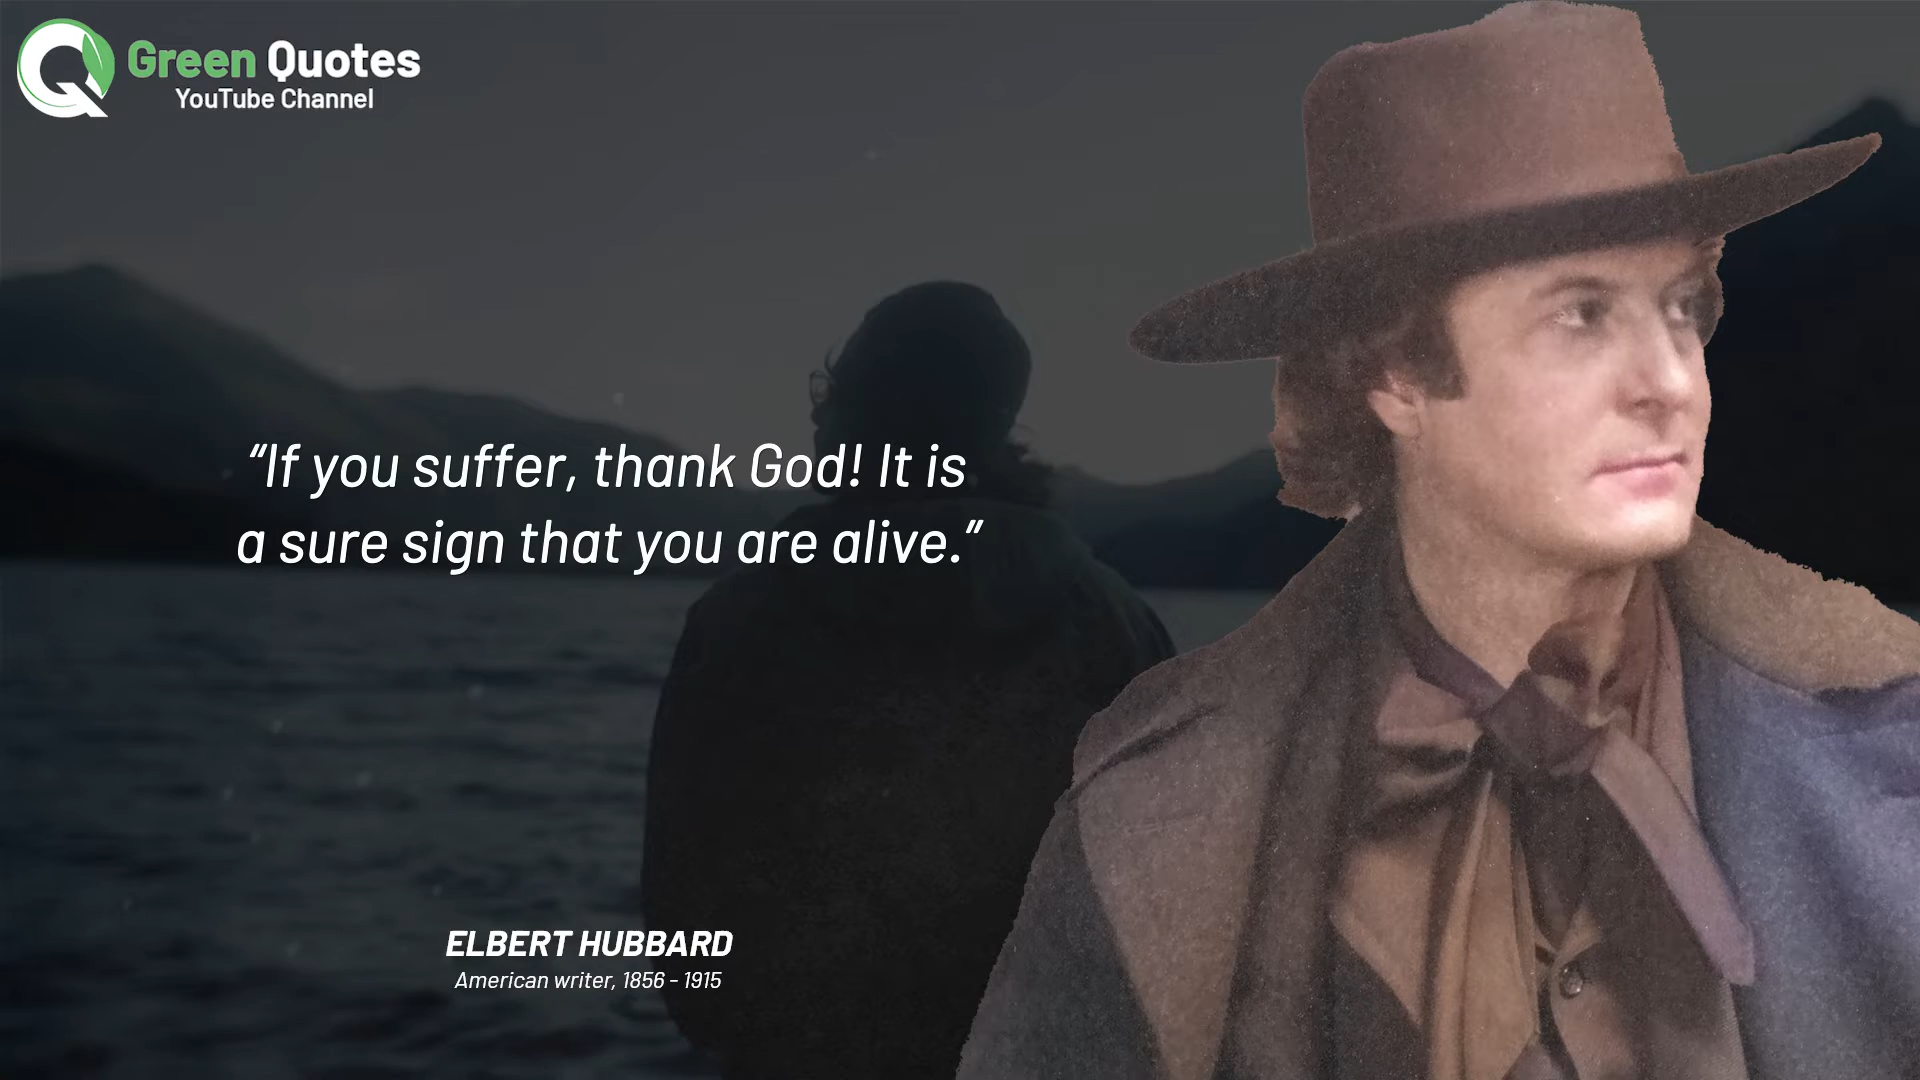 Green Quotes
YouTube Channel
“If you suffer, thank God! It is
a sure sign that you are alive.”
ELBERT HUBBARD
American writer, 1856 - 1915